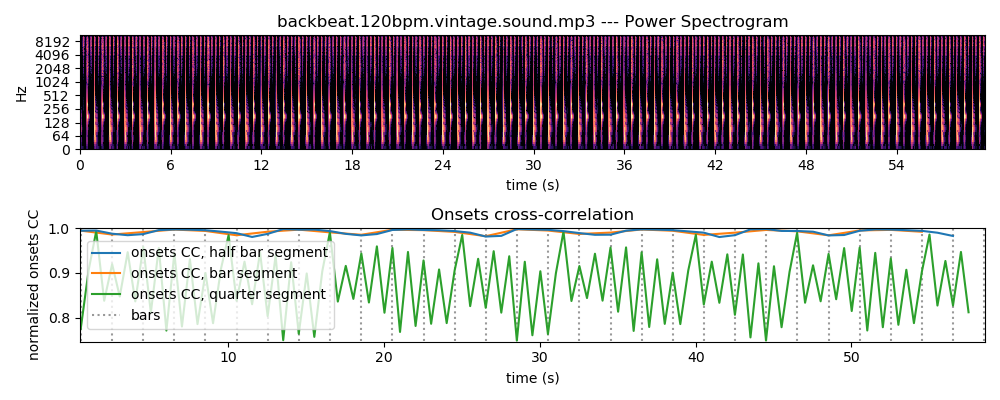 backbeat.120bpm.vintage.sound.mp3 --- Power Spectrogram
Hz
8192
4096
2048
1024
512
256
128
64
0
0 6 12 18 24 30 36 42 48 54
time (s)
Onsets cross-correlation
normalized onsets CC
1.0
0.9
0.8
onsets CC, half bar segment
onsets CC, bar segment
onsets CC, quarter segment
bars
10 20 30 40 50
time (s)